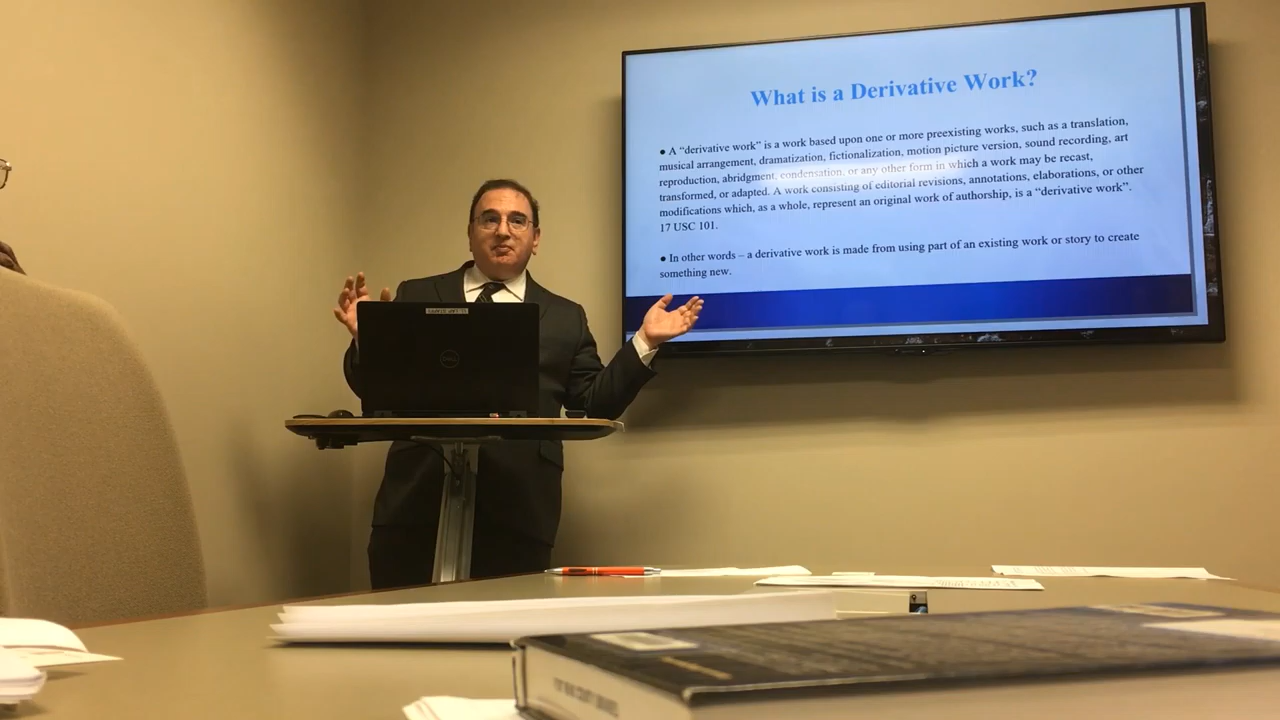 What is a Derivative Work?
● A “derivative work” is a work based upon one or more preexisting works, such as a translation,
musical arrangement, dramatization, fictionalization, motion picture version, sound recording, art
reproduction, abridgment, condensation, or any other form in which a work may be recast,
transformed, or adapted. A work consisting of editorial revisions, annotations, elaborations, or other
modifications which, as a whole, represent an original work of authorship, is a “derivative work”.
17 USC 101.
● In other words – a derivative work is made from using part of an existing work or story to create
something new.
DELL